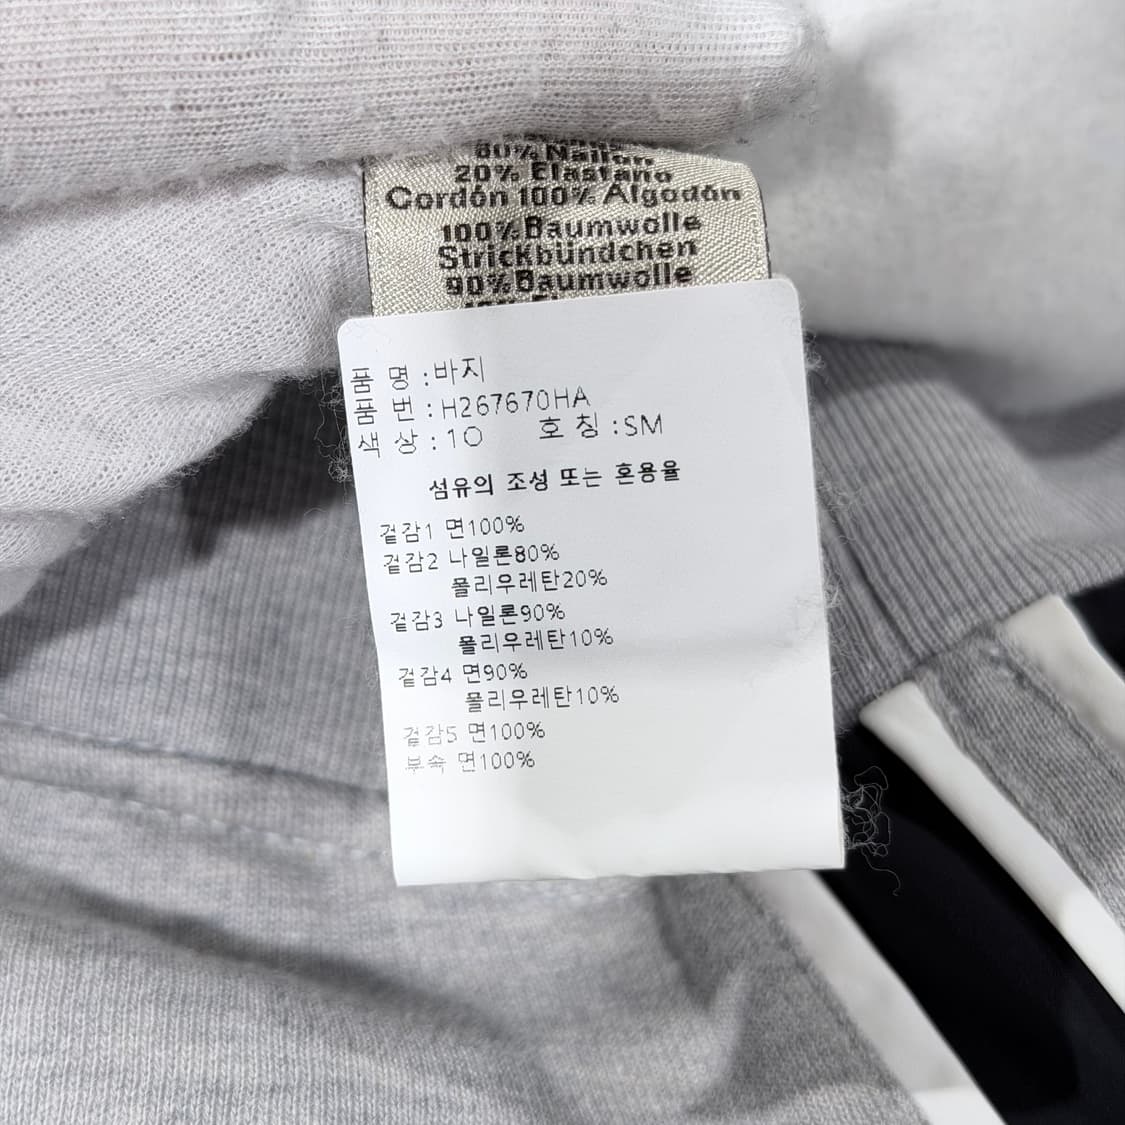 80% Nailon
20% Elastano
Cordón 100% Algodón
100% Baumwolle
Strickbündchen
90% Baumwolle
품 명 :바지
품 번 :H267670HA
색 상 :10 호 칭 :SM
섬유의 조성 또는 혼용율
겉감1 면100%
겉감2 나일론80%
폴리우레탄20%
겉감3 나일론90%
폴리우레탄10%
겉감4 면90%
폴리우레탄10%
겉감5 면100%
부속 면100%